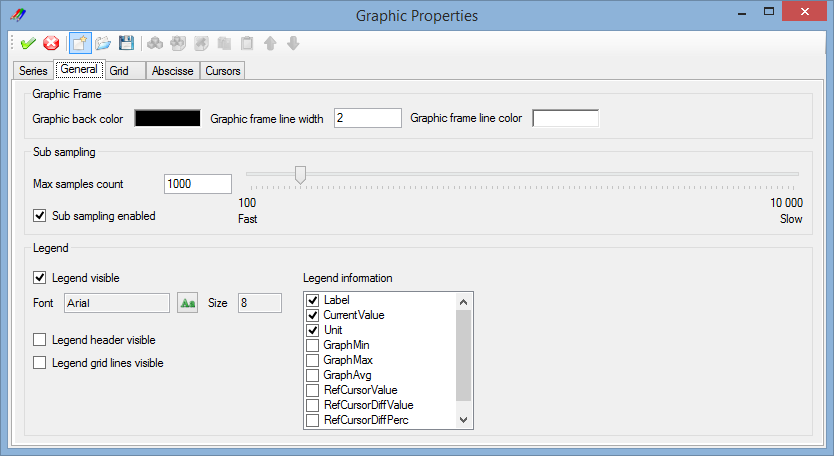 Graphic Properties
Series General Grid Abscisse Cursors
Graphic Frame
Graphic back color Graphic frame line width 2 Graphic frame line color
Sub sampling
Max samples count 1000
100 10 000
Fast Slow
Sub sampling enabled
Legend
Legend visible
Font Arial Aa Size 8
Legend header visible
Legend grid lines visible
Legend information
Label
CurrentValue
Unit
GraphMin
GraphMax
GraphAvg
RefCursorValue
RefCursorDiffValue
RefCursorDiffPerc